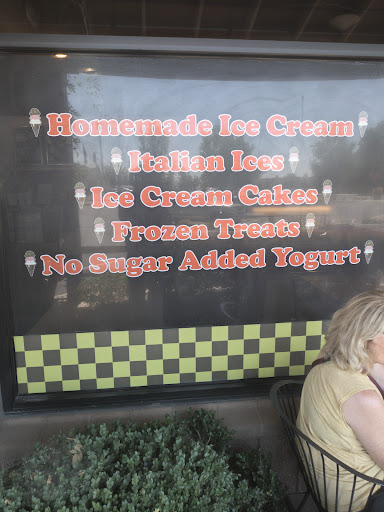 Homemade Ice Cream
Italian Ices
Ice Cream Cakes
Frozen Treats
No Sugar Added Yogurt